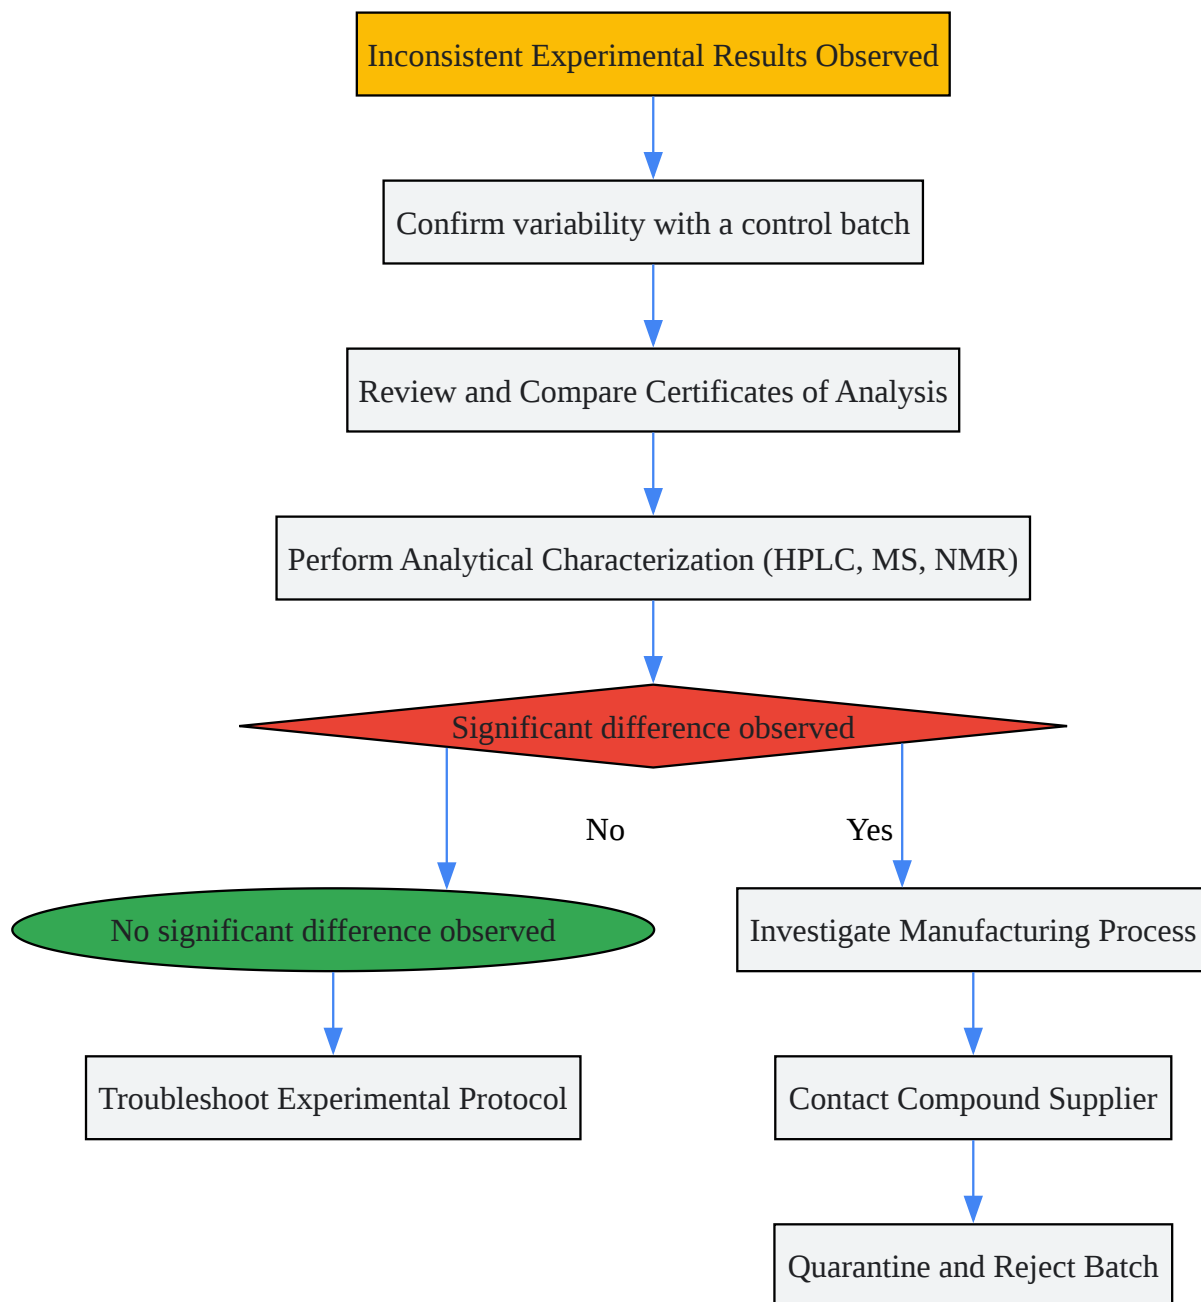 Inconsistent Experimental Results Observed
Confirm variability with a control batch
Review and Compare Certificates of Analysis
Perform Analytical Characterization (HPLC, MS, NMR)
Significant difference observed
No
Yes
No significant difference observed
Investigate Manufacturing Process
Troubleshoot Experimental Protocol
Contact Compound Supplier
Quarantine and Reject Batch